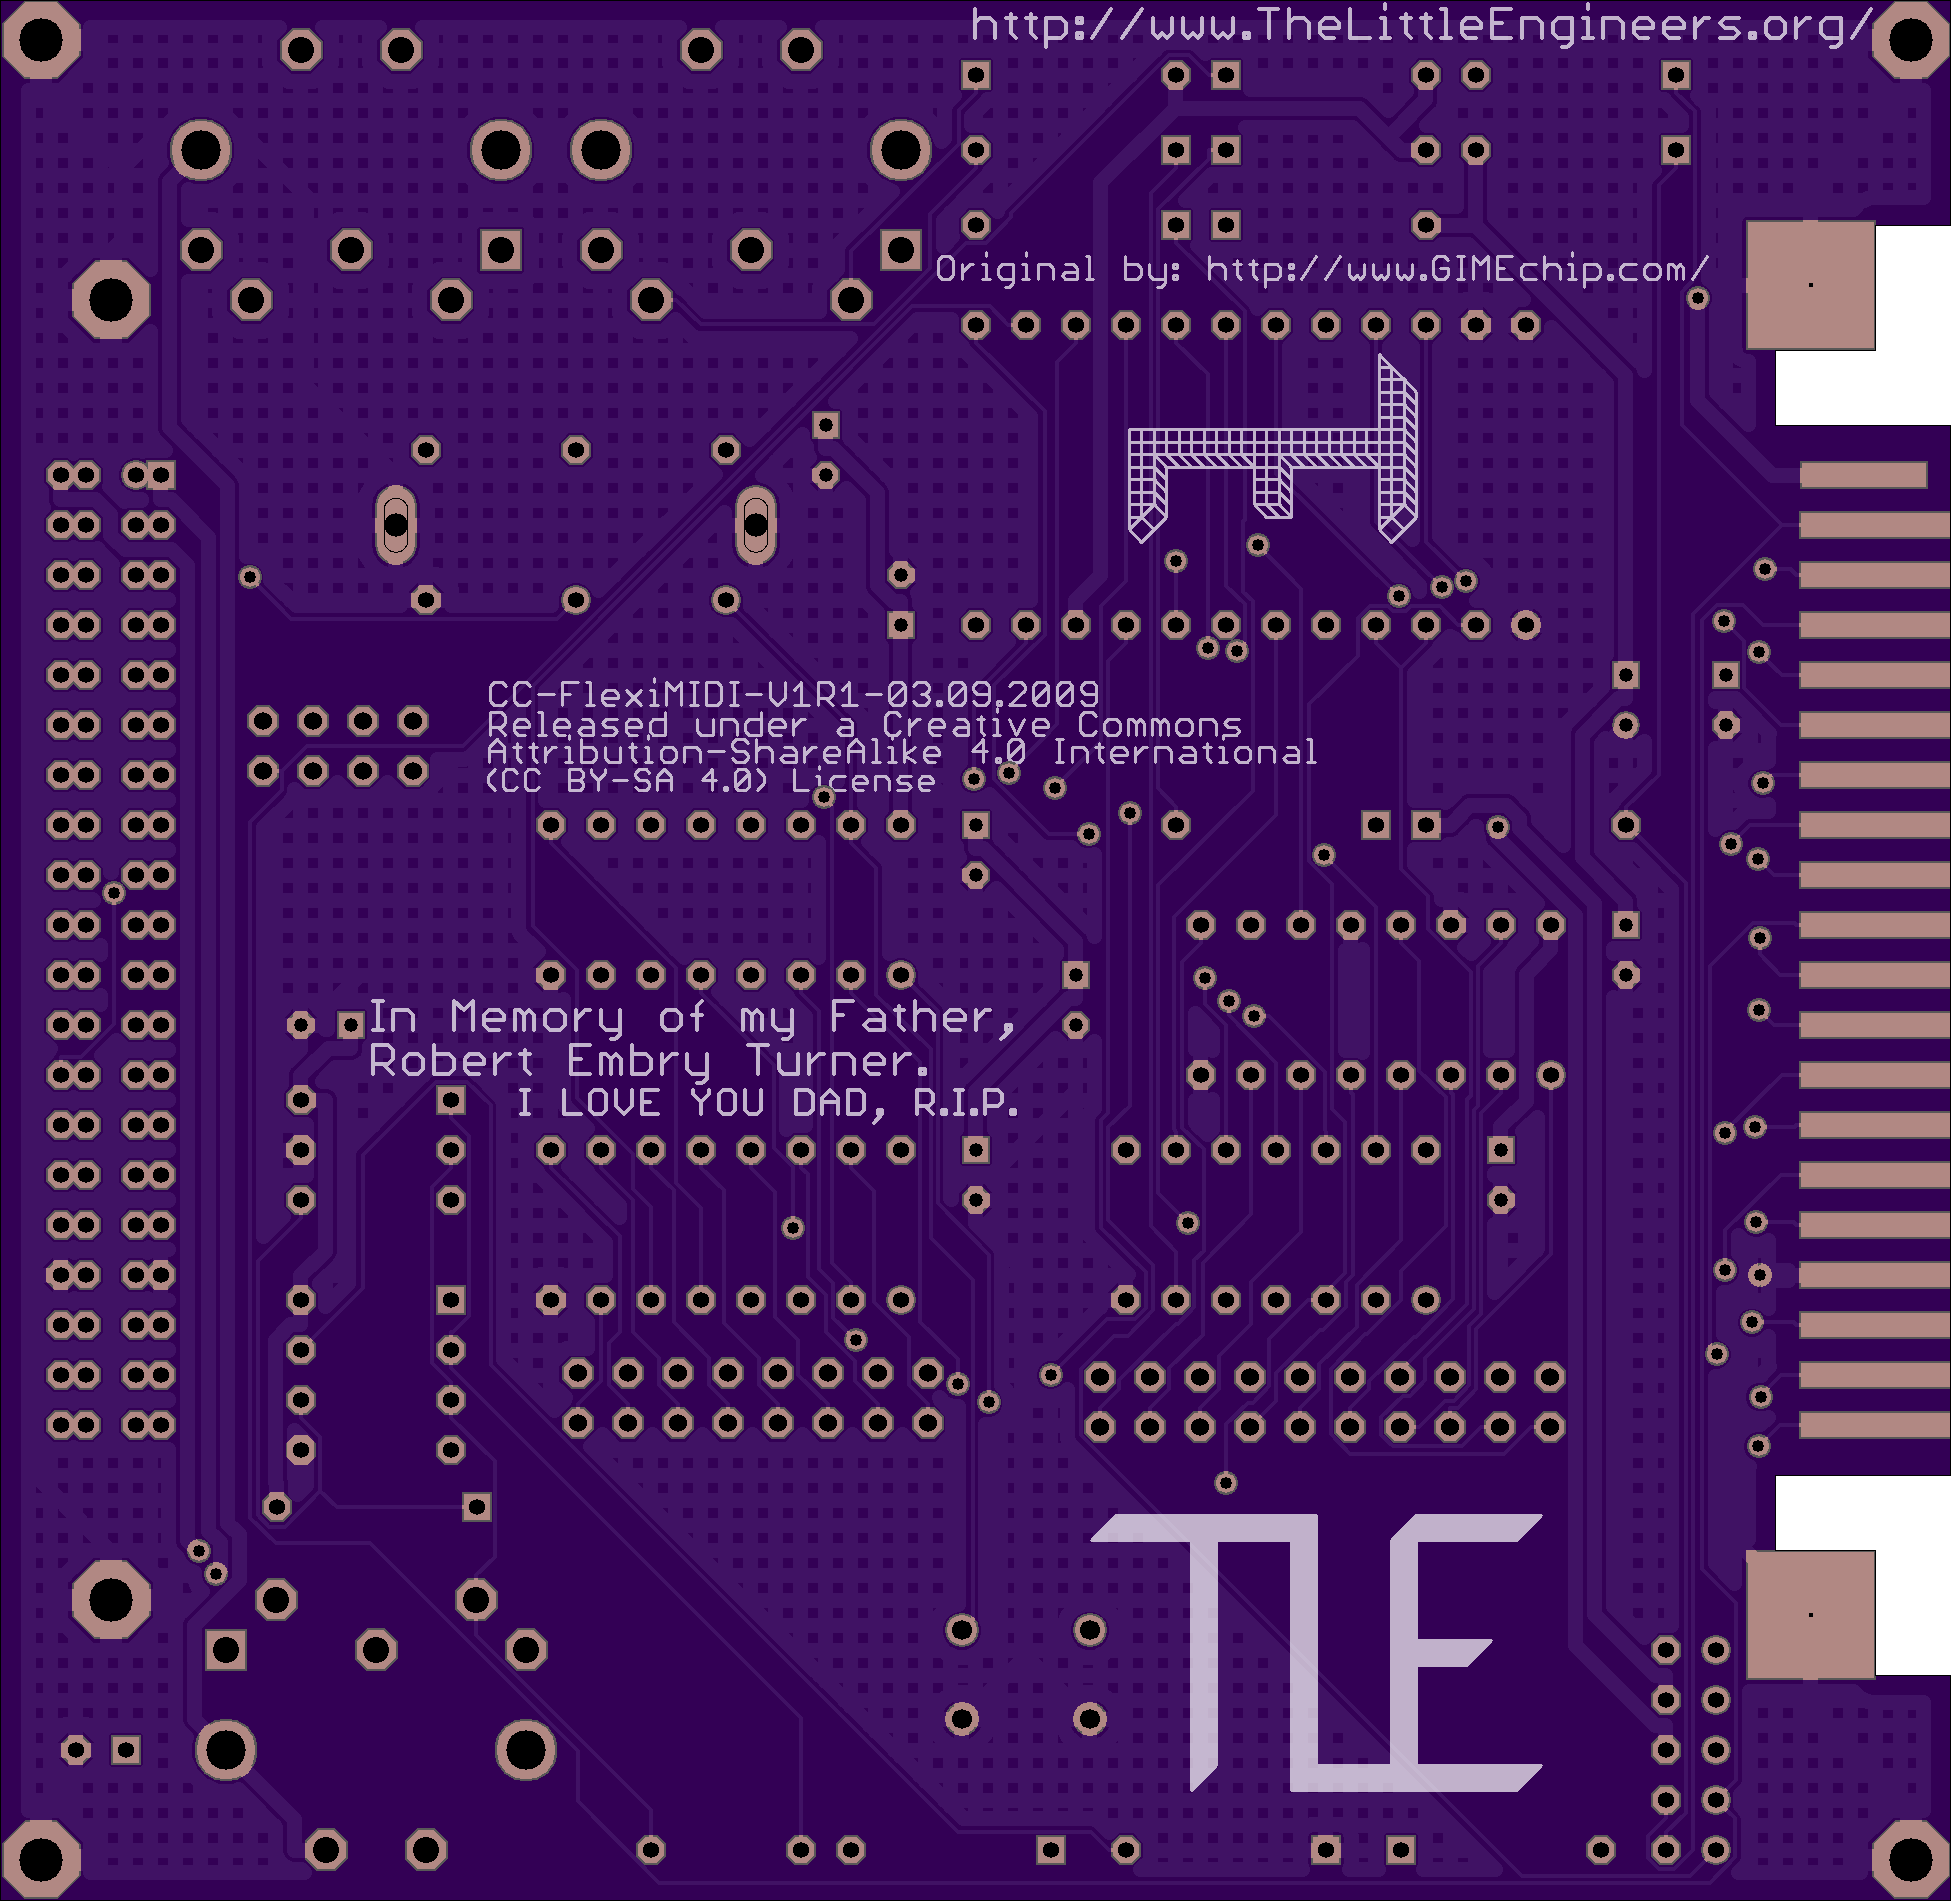 http://www.TheLittleEngineers.org/
Original by: http://www.GIMEchip.com/
CC-FlexiMIDI-V1R1-03.09.2009
Released under a Creative Commons
Attribution-ShareAlike 4.0 International
(CC BY-SA 4.0) License
In Memory of my Father,
Robert Embry Turner.
I LOVE YOU DAD, R.I.P.
TLE